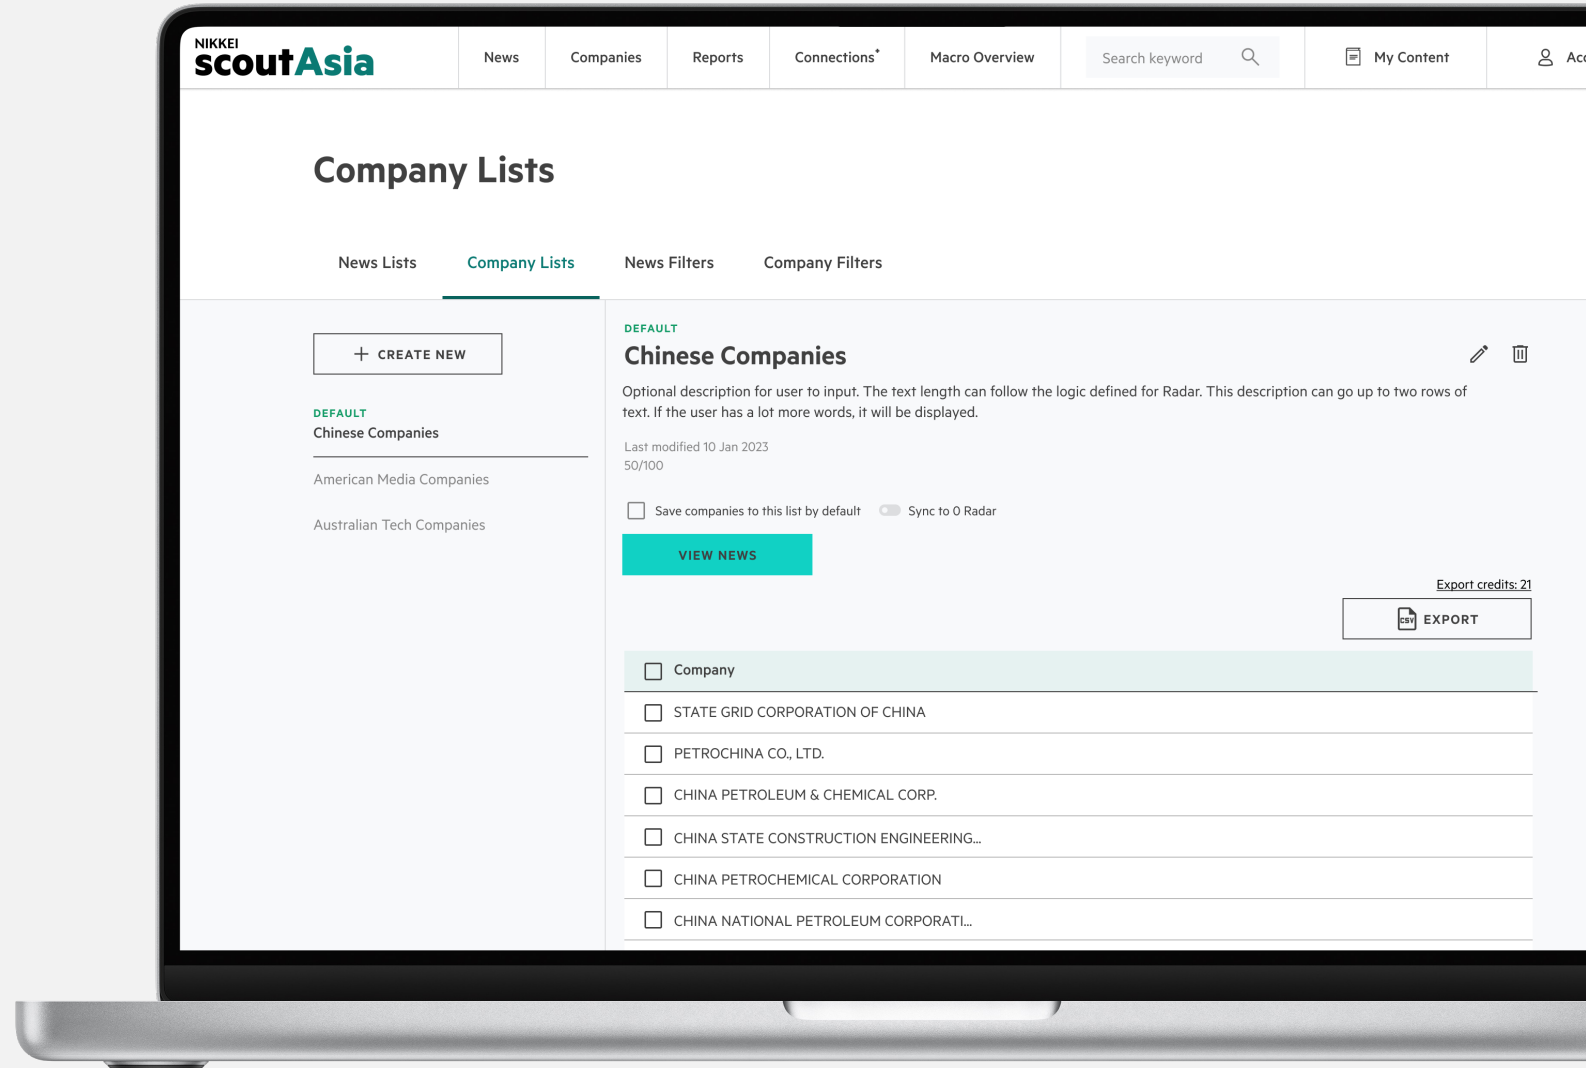 NIKKEI
scoutAsia
News
Companies
Reports
Connections+
Macro Overview
Search keyword
My Content
Company Lists
News Lists
Company Lists
News Filters
Company Filters
CREATE NEW
DEFAULT
Chinese Companies
American Media Companies
Australian Tech Companies
DEFAULT
Chinese Companies
Optional description for user to input. The text length can follow the logic defined for Radar. This description can go up to two rows of
text. If the user has a lot more words, it will be displayed.
Last modified 10 Jan 2023
50/100
Save companies to this list by default
Sync to 0 Radar
VIEW NEWS
Export credits: 21
CSV EXPORT
Company
STATE GRID CORPORATION OF CHINA
PETROCHINA CO., LTD.
CHINA PETROLEUM & CHEMICAL CORP.
CHINA STATE CONSTRUCTION ENGINEERING...
CHINA PETROCHEMICAL CORPORATION
CHINA NATIONAL PETROLEUM CORPORATI...